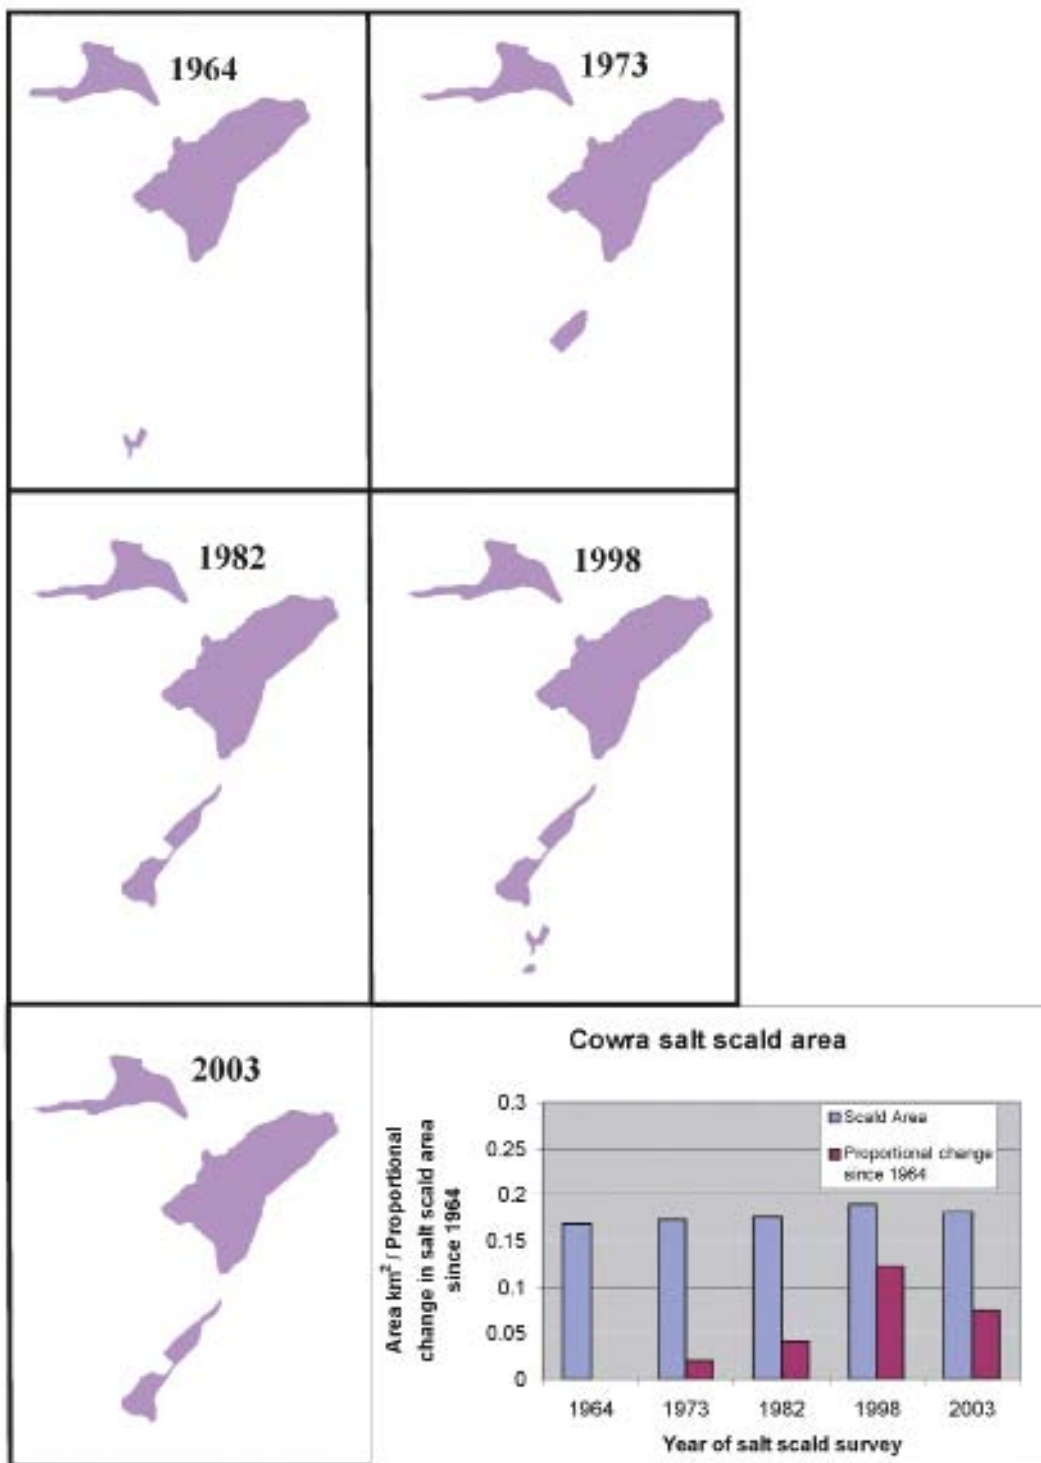 1964
1973
1982
1998
2003
Cowra salt scald area
Area km² / Proportional
change in salt scald area
since 1964
0.3
0.25
0.2
0.15
0.1
0.05
0
Scald Area
Proportional change
since 1964
1964 1973 1982 1998 2003
Year of salt scald survey